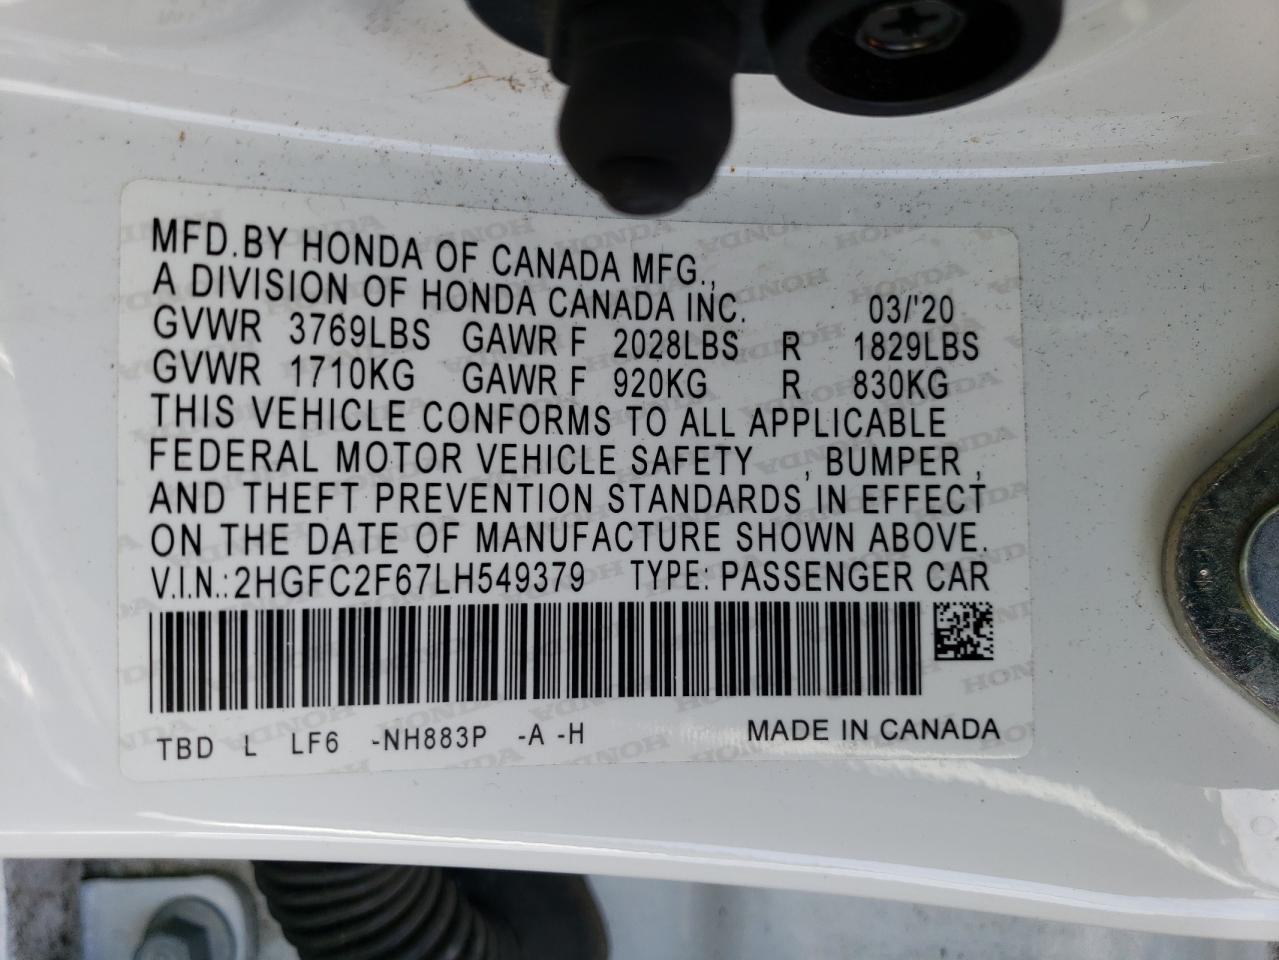 MFD.BY HONDA OF CANADA MFG.,
A DIVISION OF HONDA CANADA INC. 03/'20
GVWR 3769LBS GAWR F 2028LBS R 1829LBS
GVWR 1710KG GAWR F 920KG R 830KG
THIS VEHICLE CONFORMS TO ALL APPLICABLE
FEDERAL MOTOR VEHICLE SAFETY , BUMPER ,
AND THEFT PREVENTION STANDARDS IN EFFECT
ON THE DATE OF MANUFACTURE SHOWN ABOVE.
V.I.N.: 2HGFC2F67LH549379 TYPE: PASSENGER CAR
TBD L LF6 -NH883P -A -H MADE IN CANADA